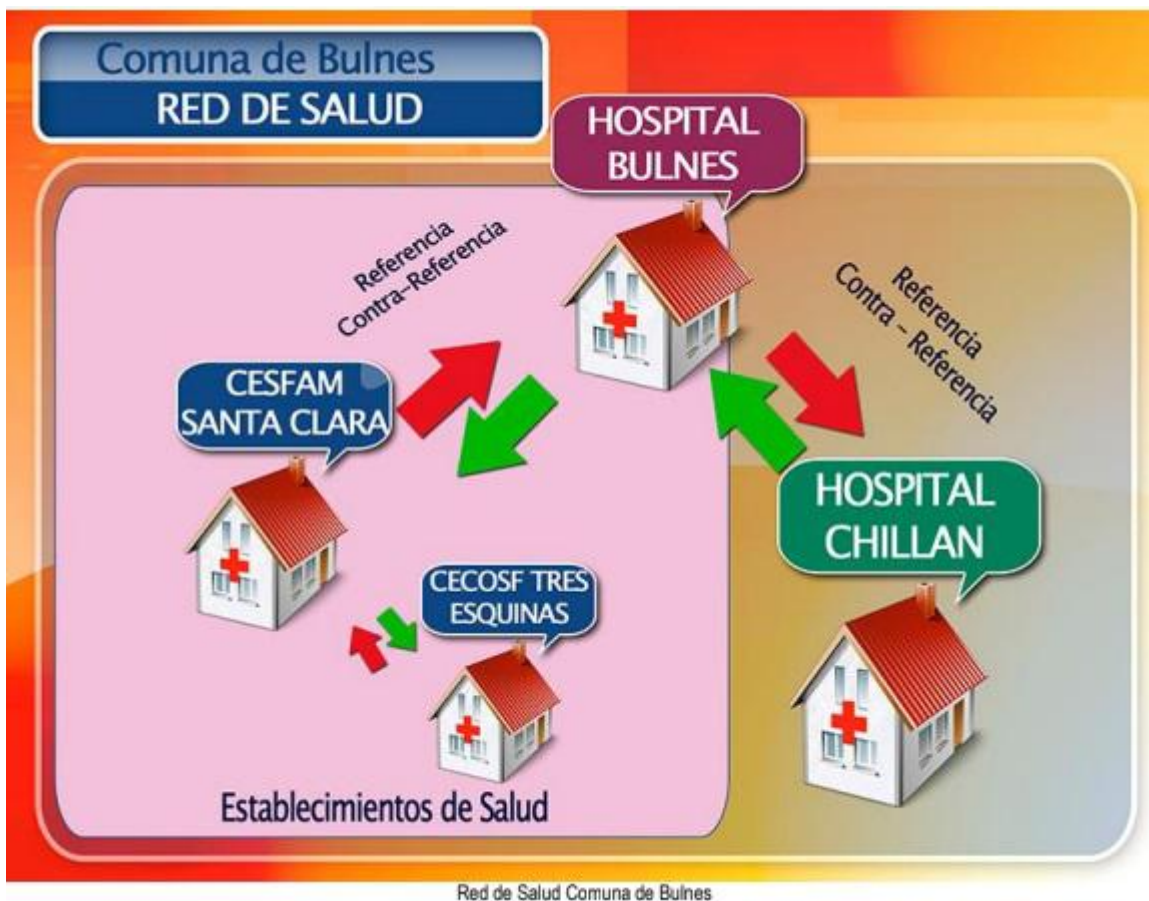 Comuna de Bulnes
RED DE SALUD
HOSPITAL
BULNES
Referencia
Contra-Referencia
Referencia
Contra - Referencia
CESFAM
SANTA CLARA
HOSPITAL
CHILLAN
CECOSF TRES
ESQUINAS
Establecimientos de Salud
Red de Salud Comuna de Bulnes